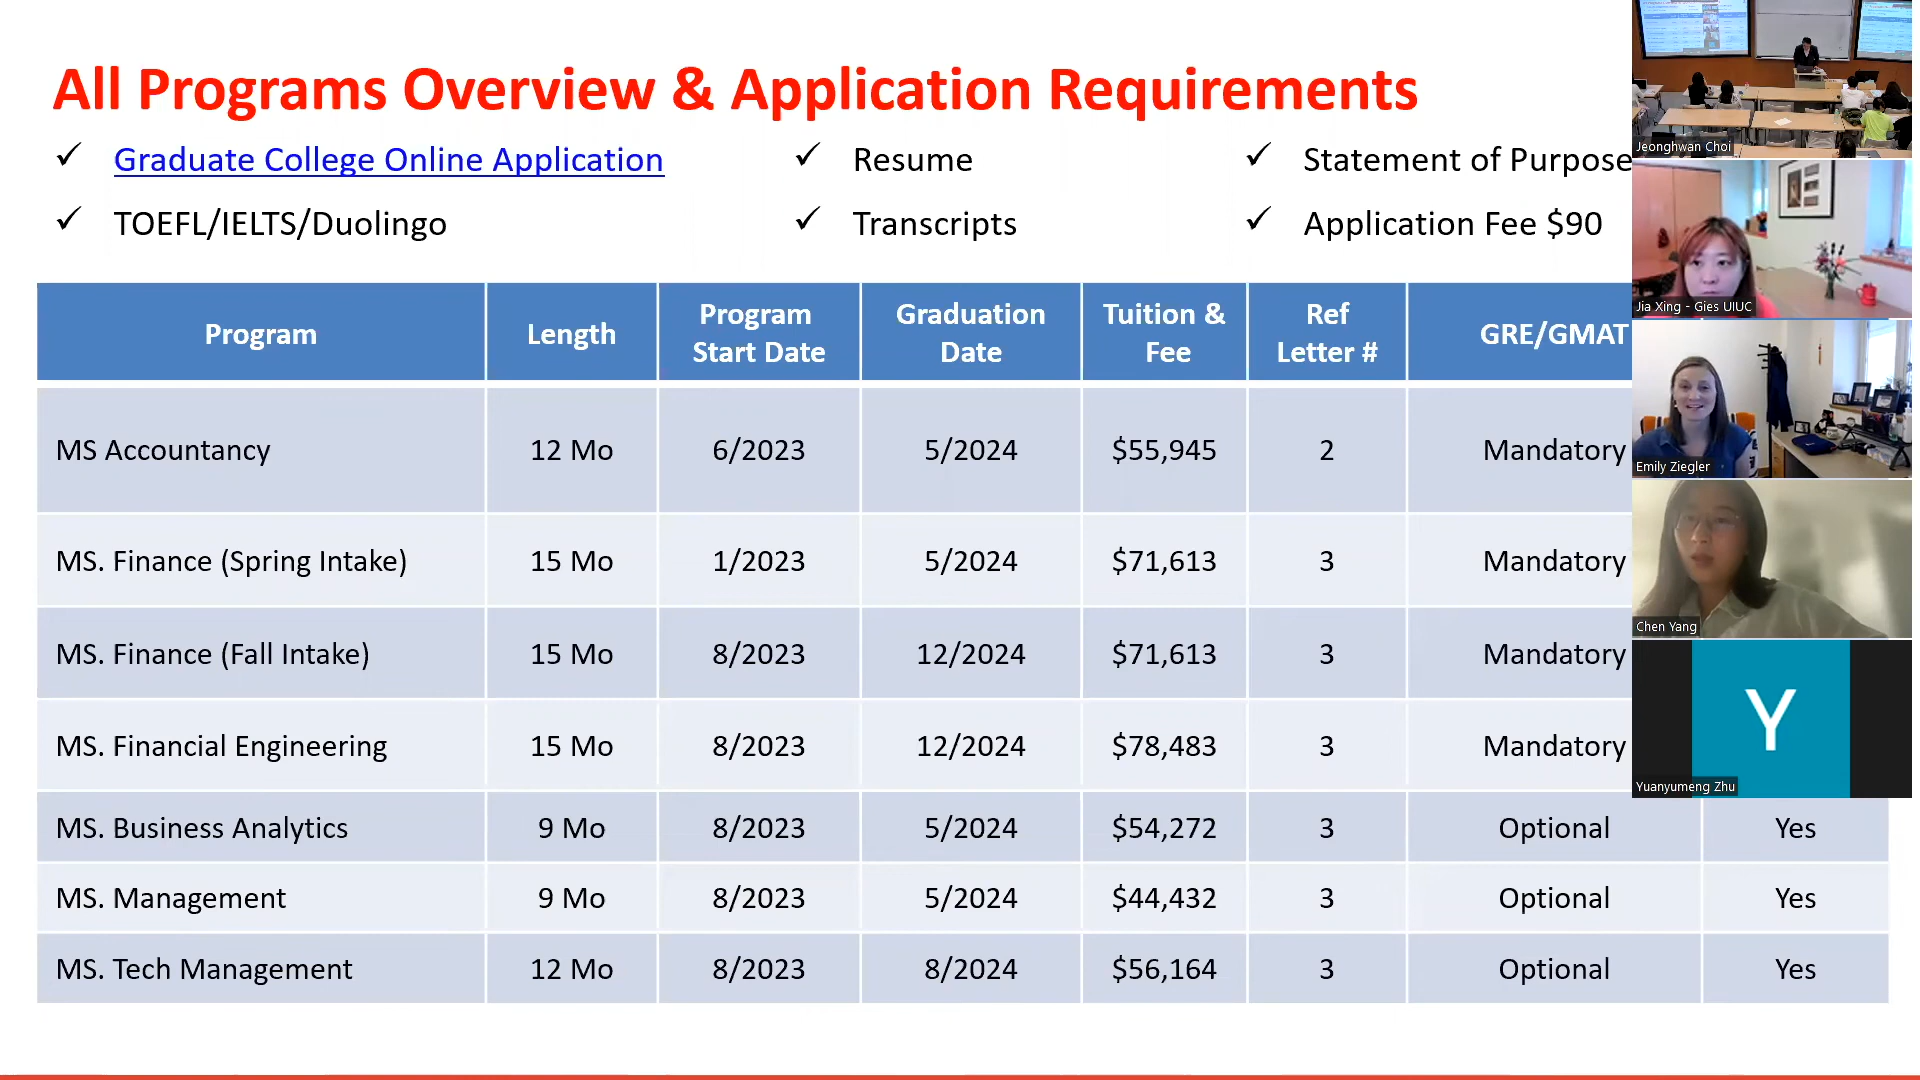 All Programs Overview & Application Requirements
✓ Graduate College Online Application
✓ Resume
✓ Statement of Purpose
✓ TOEFL/IELTS/Duolingo
✓ Transcripts
✓ Application Fee $90
Program Length Program Start Date Graduation Date Tuition & Fee Ref Letter # GRE/GMAT
MS Accountancy 12 Mo 6/2023 5/2024 $55,945 2 Mandatory
MS. Finance (Spring Intake) 15 Mo 1/2023 5/2024 $71,613 3 Mandatory
MS. Finance (Fall Intake) 15 Mo 8/2023 12/2024 $71,613 3 Mandatory
MS. Financial Engineering 15 Mo 8/2023 12/2024 $78,483 3 Mandatory
MS. Business Analytics 9 Mo 8/2023 5/2024 $54,272 3 Optional Yes
MS. Management 9 Mo 8/2023 5/2024 $44,432 3 Optional Yes
MS. Tech Management 12 Mo 8/2023 8/2024 $56,164 3 Optional Yes
Jeonghwan Choi
Jia Xing - Gies UIUC
Emily Ziegler
Chen Yang
Y
Yuanyumeng Zhu